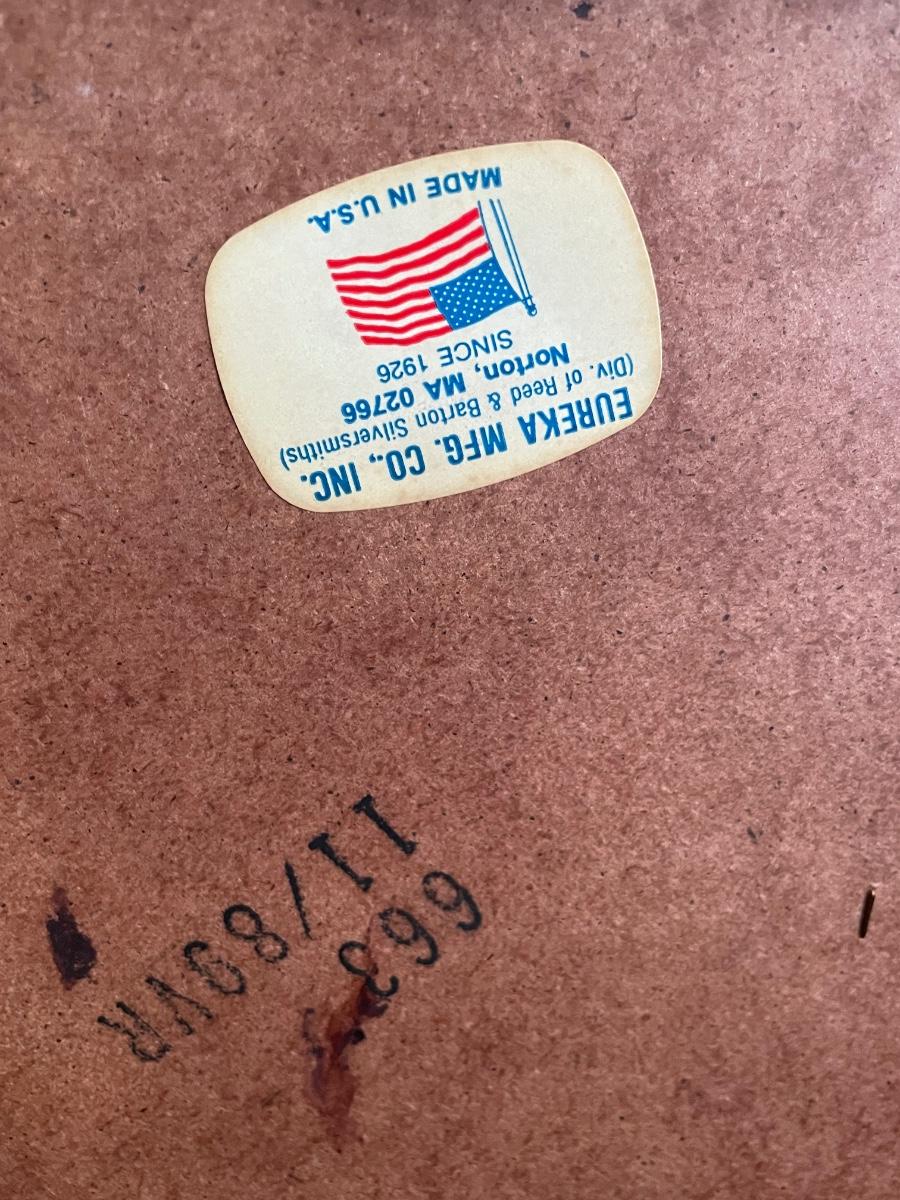 663
11/89VR
EUREKA MFG. CO., INC.
(Div. of Reed & Barton Silversmiths)
Norton, MA 02766
SINCE 1926
MADE IN U.S.A.